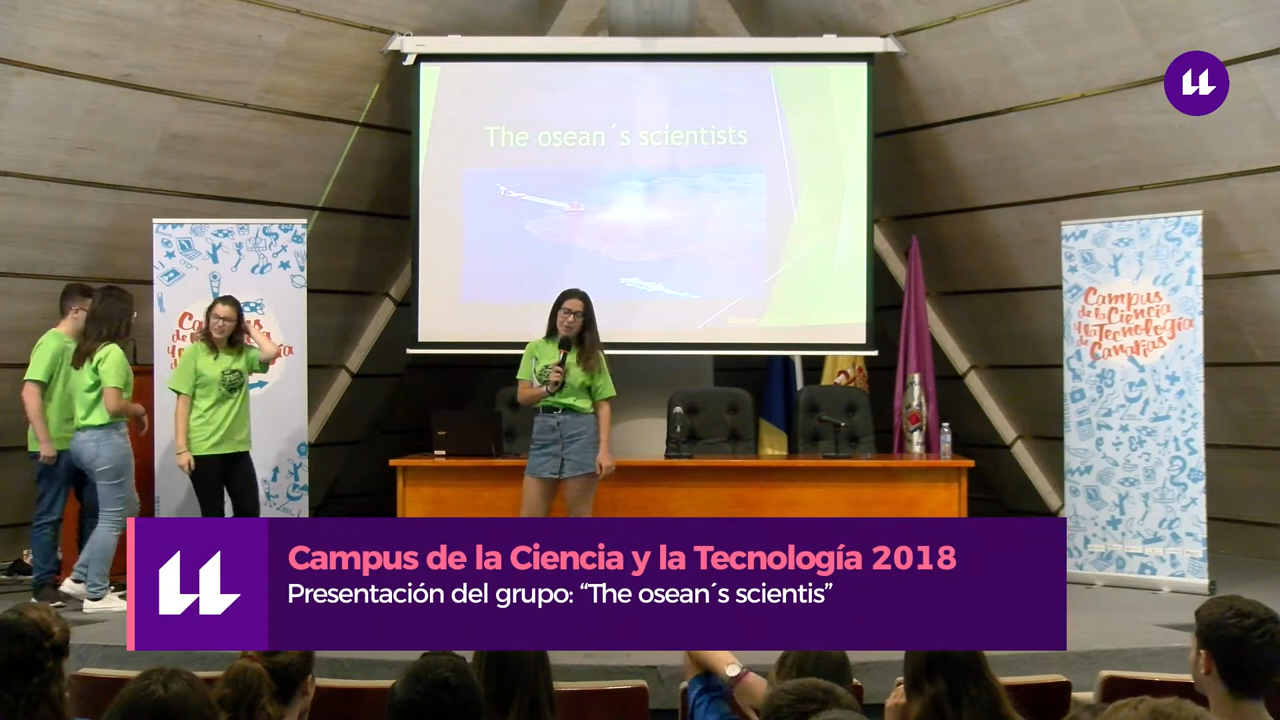 The osean´s scientists
Campus
de la Ciencia
y la Tecnología
de Canarias
Campus de la Ciencia y la Tecnología 2018
Presentación del grupo: “The osean´s scientis”